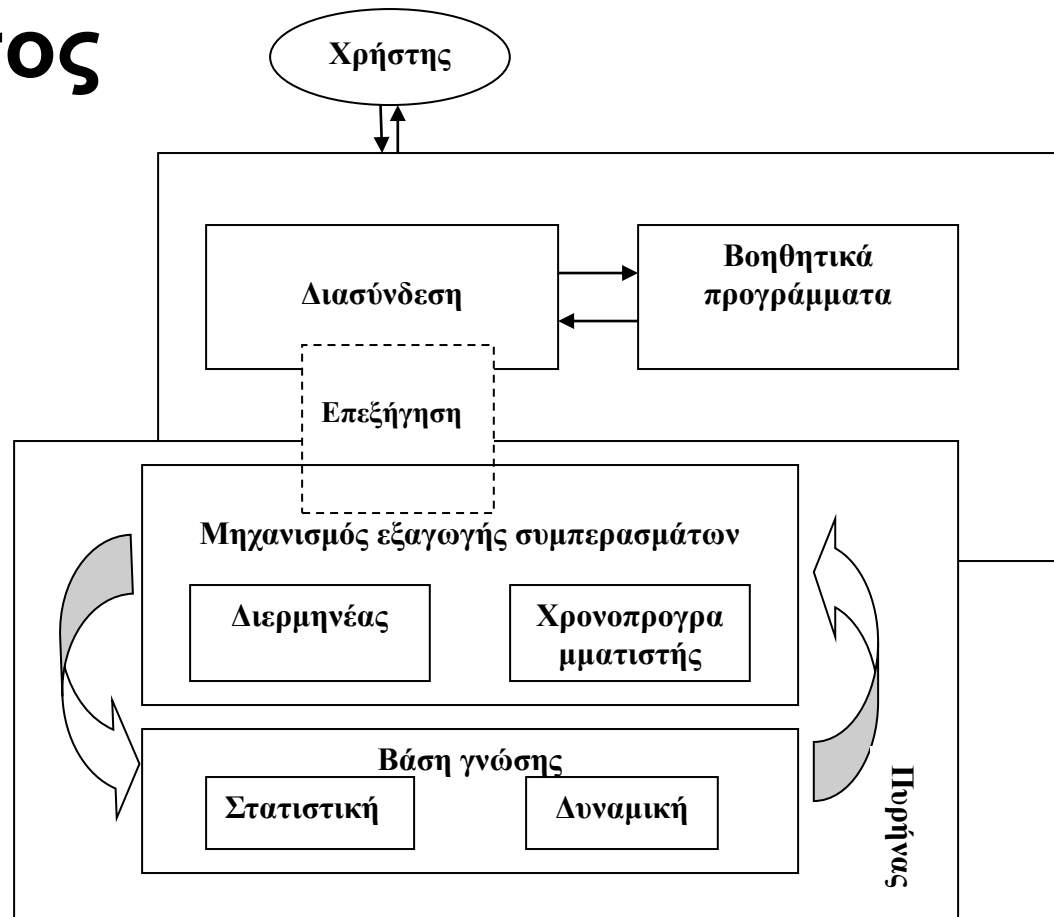 τος
Χρήστης
Διασύνδεση
Βοηθητικά
προγράμματα
Επεξήγηση
Μηχανισμός εξαγωγής συμπερασμάτων
Διερμηνέας
Χρονοπρογρα
μματιστής
Βάση γνώσης
Στατιστική
Δυναμική
Πυρήνας